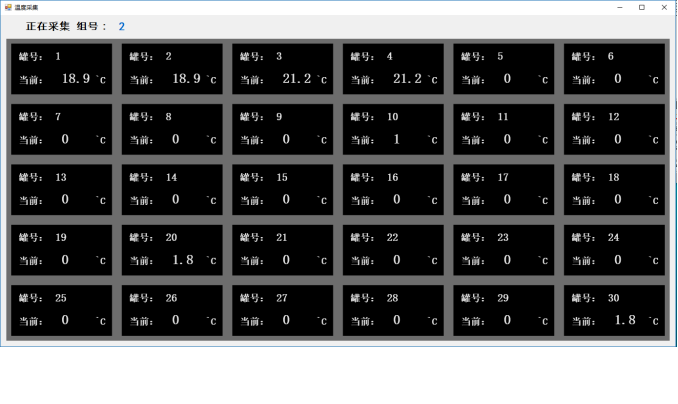 温度采集
正在采集 组号： 2
罐号： 1 罐号： 2 罐号： 3 罐号： 4 罐号： 5 罐号： 6
当前： 18.9 °C 当前： 18.9 °C 当前： 21.2 °C 当前： 21.2 °C 当前： 0 °C 当前： 0 °C
罐号： 7 罐号： 8 罐号： 9 罐号： 10 罐号： 11 罐号： 12
当前： 0 °C 当前： 0 °C 当前： 0 °C 当前： 1 °C 当前： 0 °C 当前： 0 °C
罐号： 13 罐号： 14 罐号： 15 罐号： 16 罐号： 17 罐号： 18
当前： 0 °C 当前： 0 °C 当前： 0 °C 当前： 0 °C 当前： 0 °C 当前： 0 °C
罐号： 19 罐号： 20 罐号： 21 罐号： 22 罐号： 23 罐号： 24
当前： 0 °C 当前： 1.8 °C 当前： 0 °C 当前： 0 °C 当前： 0 °C 当前： 0 °C
罐号： 25 罐号： 26 罐号： 27 罐号： 28 罐号： 29 罐号： 30
当前： 0 °C 当前： 0 °C 当前： 0 °C 当前： 0 °C 当前： 0 °C 当前： 1.8 °C